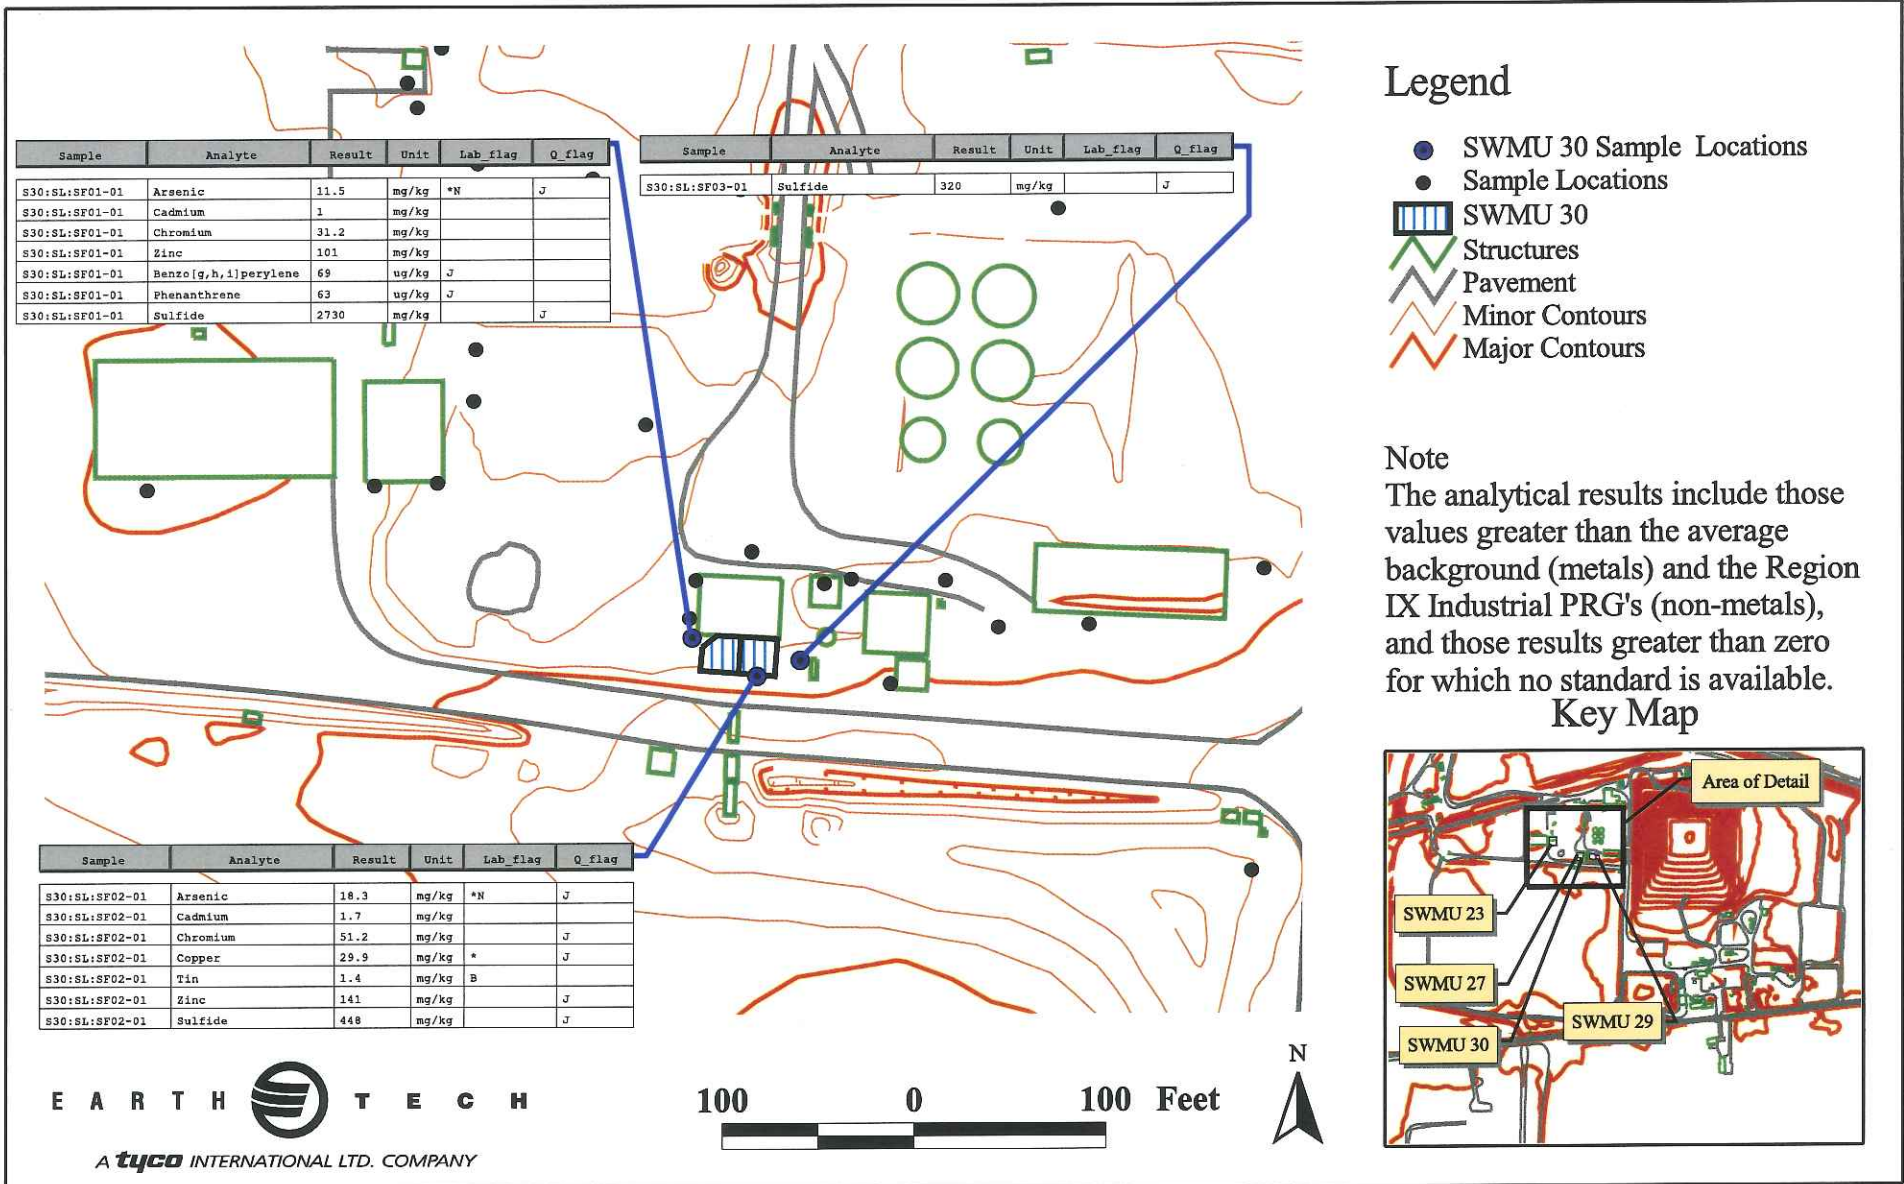 Sample Analyte Result Unit Lab_flag Q_flag
S30:SL:SF01-01 Arsenic 11.5 mg/kg *N J
S30:SL:SF01-01 Cadmium 1 mg/kg
S30:SL:SF01-01 Chromium 31.2 mg/kg
S30:SL:SF01-01 Zinc 101 mg/kg
S30:SL:SF01-01 Benzo[g,h,i]perylene 69 ug/kg J
S30:SL:SF01-01 Phenanthrene 63 ug/kg J
S30:SL:SF01-01 Sulfide 2730 mg/kg J
Sample Analyte Result Unit Lab_flag Q_flag
S30:SL:SF03-01 Sulfide 320 mg/kg J
Legend
SWMU 30 Sample Locations
Sample Locations
SWMU 30
Structures
Pavement
Minor Contours
Major Contours
Note
The analytical results include those
values greater than the average
background (metals) and the Region
IX Industrial PRG's (non-metals),
and those results greater than zero
for which no standard is available.
Key Map
Area of Detail
SWMU 23
SWMU 27
SWMU 29
SWMU 30
Sample Analyte Result Unit Lab_flag Q_flag
S30:SL:SF02-01 Arsenic 18.3 mg/kg *N J
S30:SL:SF02-01 Cadmium 1.7 mg/kg
S30:SL:SF02-01 Chromium 51.2 mg/kg J
S30:SL:SF02-01 Copper 29.9 mg/kg * J
S30:SL:SF02-01 Tin 1.4 mg/kg B
S30:SL:SF02-01 Zinc 141 mg/kg J
S30:SL:SF02-01 Sulfide 448 mg/kg J
EARTH TECH
A tyco INTERNATIONAL LTD. COMPANY
100 0 100 Feet
N